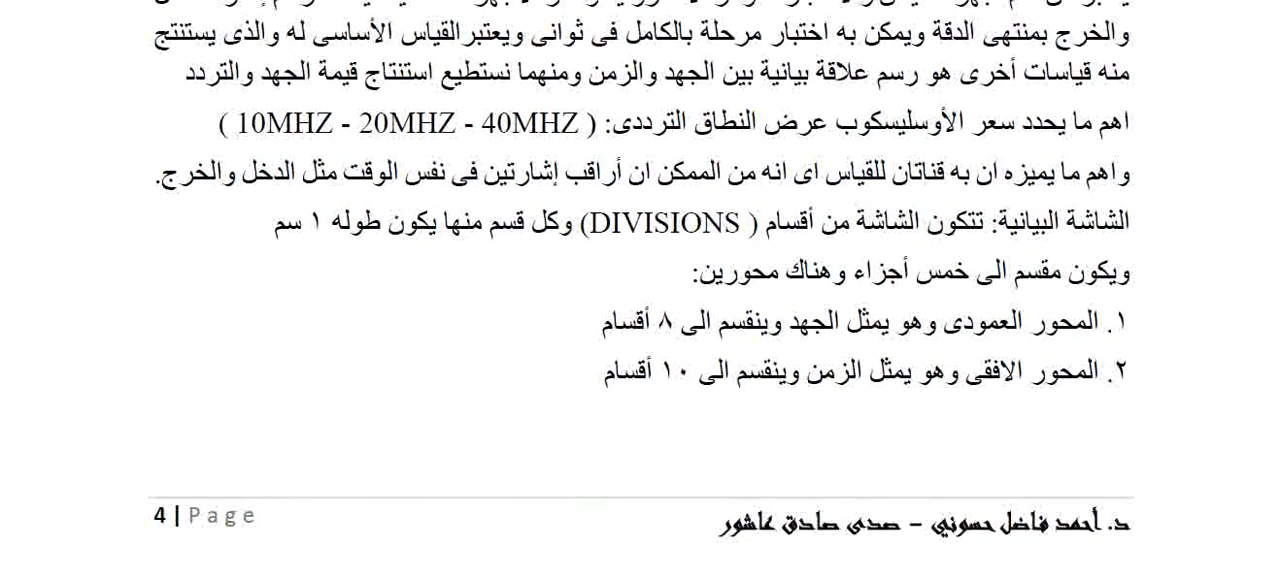 والخرج بمنتهى الدقة ويمكن به اختبار مرحلة بالكامل فى ثوانى ويعتبرالقياس الأساسى له والذى يستنتج
منه قياسات أخرى هو رسم علاقة بيانية بين الجهد والزمن ومنهما نستطيع استنتاج قيمة الجهد والتردد
اهم ما يحدد سعر الأوسليسكوب عرض النطاق الترددى: ( 10MHZ - 20MHZ - 40MHZ )
واهم ما يميزه ان به قناتان للقياس اى انه من الممكن ان أراقب إشارتين فى نفس الوقت مثل الدخل والخرج.
الشاشة البيانية: تتكون الشاشة من أقسام ( DIVISIONS) وكل قسم منها يكون طوله ١ سم
ويكون مقسم الى خمس أجزاء وهناك محورين:
١. المحور العمودى وهو يمثل الجهد وينقسم الى ٨ أقسام
٢. المحور الافقى وهو يمثل الزمن وينقسم الى ١٠ أقسام
د. أحمد فاضل حسوني – صدى صادق عاشور
4 | Page